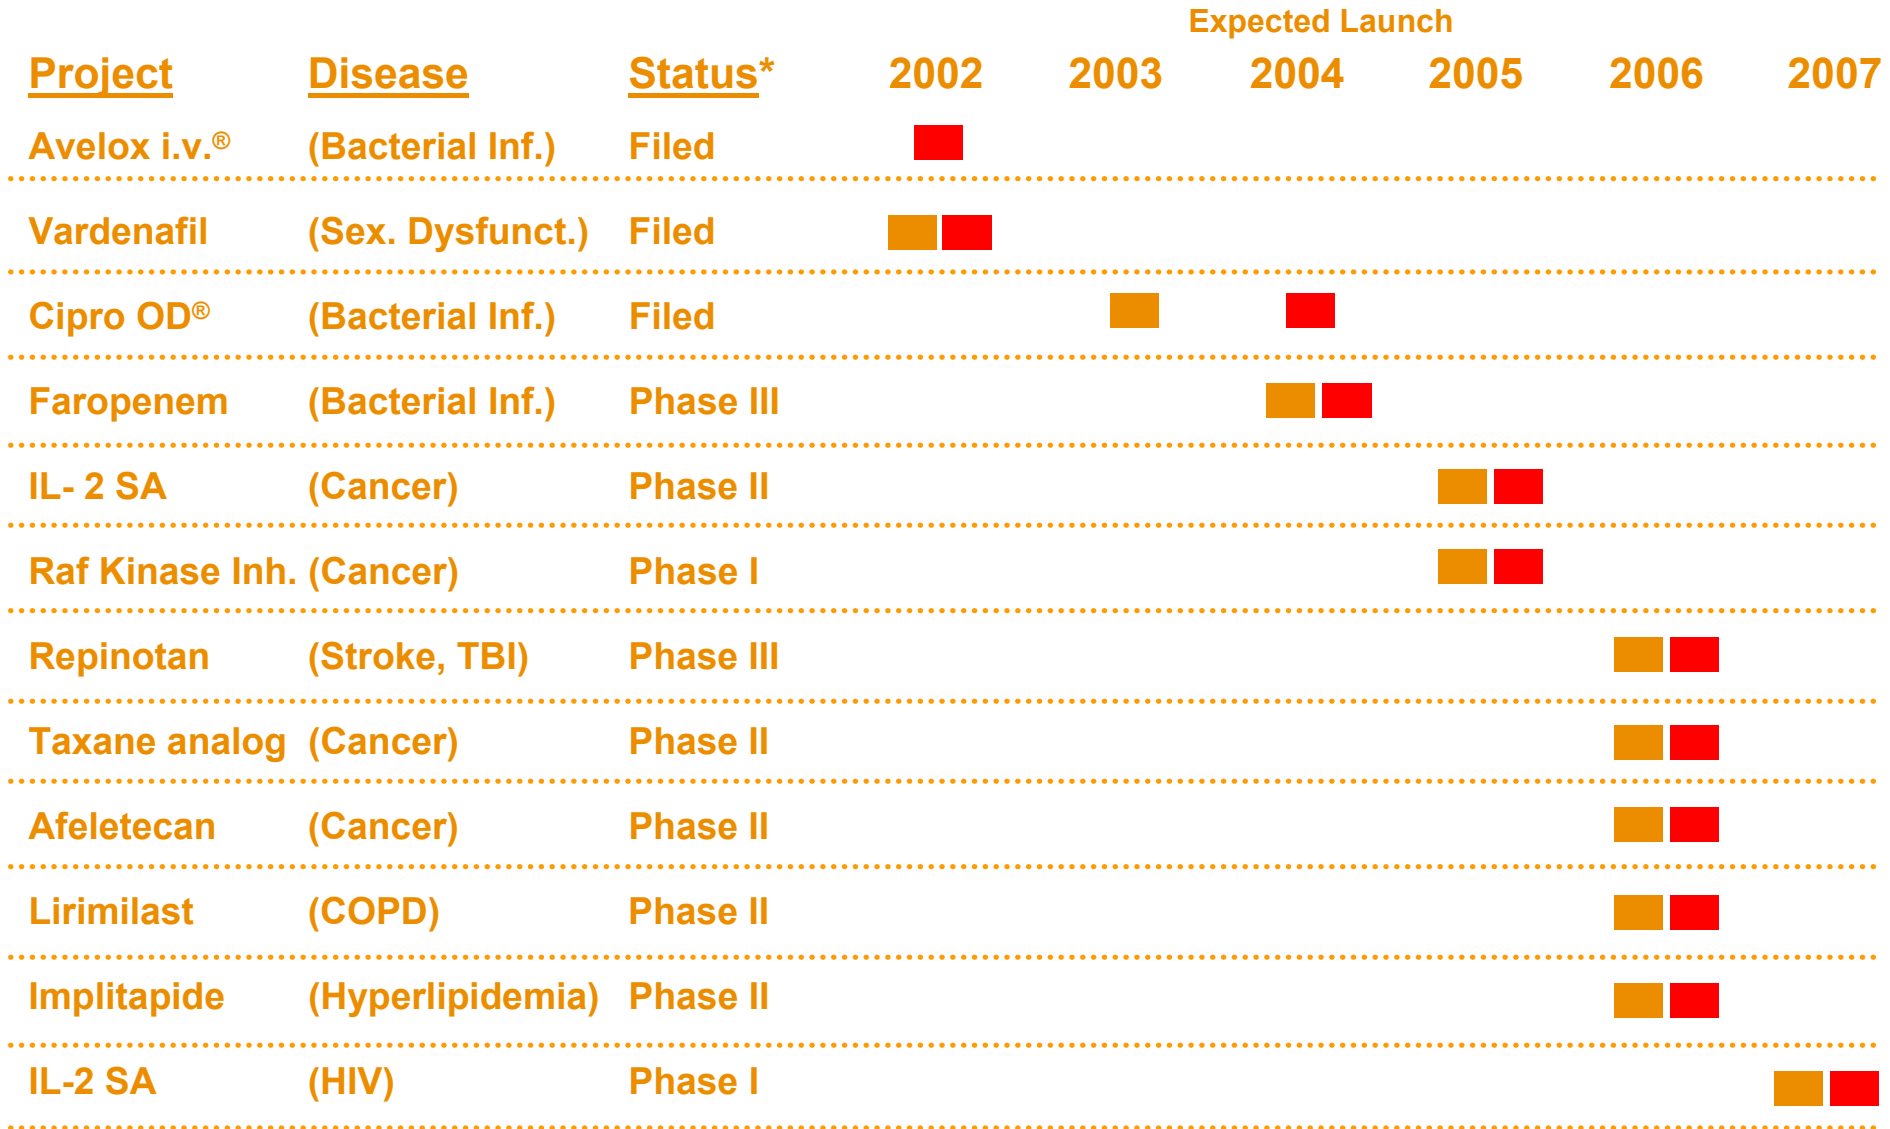 Expected Launch
Project Disease Status* 2002 2003 2004 2005 2006 2007
Avelox i.v.® (Bacterial Inf.) Filed
Vardenafil (Sex. Dysfunct.) Filed
Cipro OD® (Bacterial Inf.) Filed
Faropenem (Bacterial Inf.) Phase III
IL- 2 SA (Cancer) Phase II
Raf Kinase Inh. (Cancer) Phase I
Repinotan (Stroke, TBI) Phase III
Taxane analog (Cancer) Phase II
Afeletecan (Cancer) Phase II
Lirimilast (COPD) Phase II
Implitapide (Hyperlipidemia) Phase II
IL-2 SA (HIV) Phase I